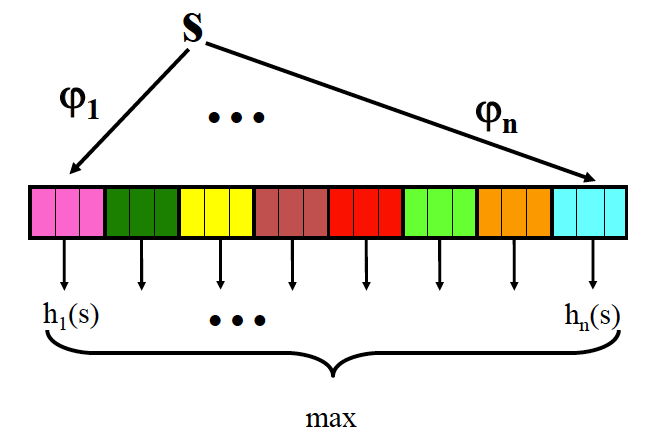 s
φ₁
• • •
φₙ
h₁(s)
• • •
hₙ(s)
max